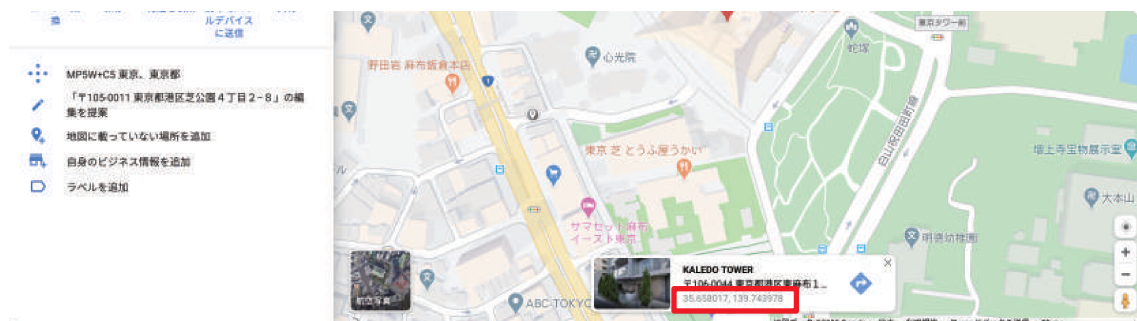 換
ルデバイス
に送信
MP5W+C5 東京、東京都
「〒105-0011 東京都港区芝公園4丁目2−8」の編
集を提案
地図に載っていない場所を追加
自身のビジネス情報を追加
ラベルを追加
東京タワー前
蛇塚
心光院
野田岩 麻布飯倉本店
1
東京 芝 とうふ屋うかい
白山祝田田町線
増上寺宝物展示室
大本山
サマセット麻布
イースト東京
明徳幼稚園
ABC-TOKYO
航空写真
KALEDO TOWER
〒106-0044 東京都港区東麻布1...
35.658017, 139.743978